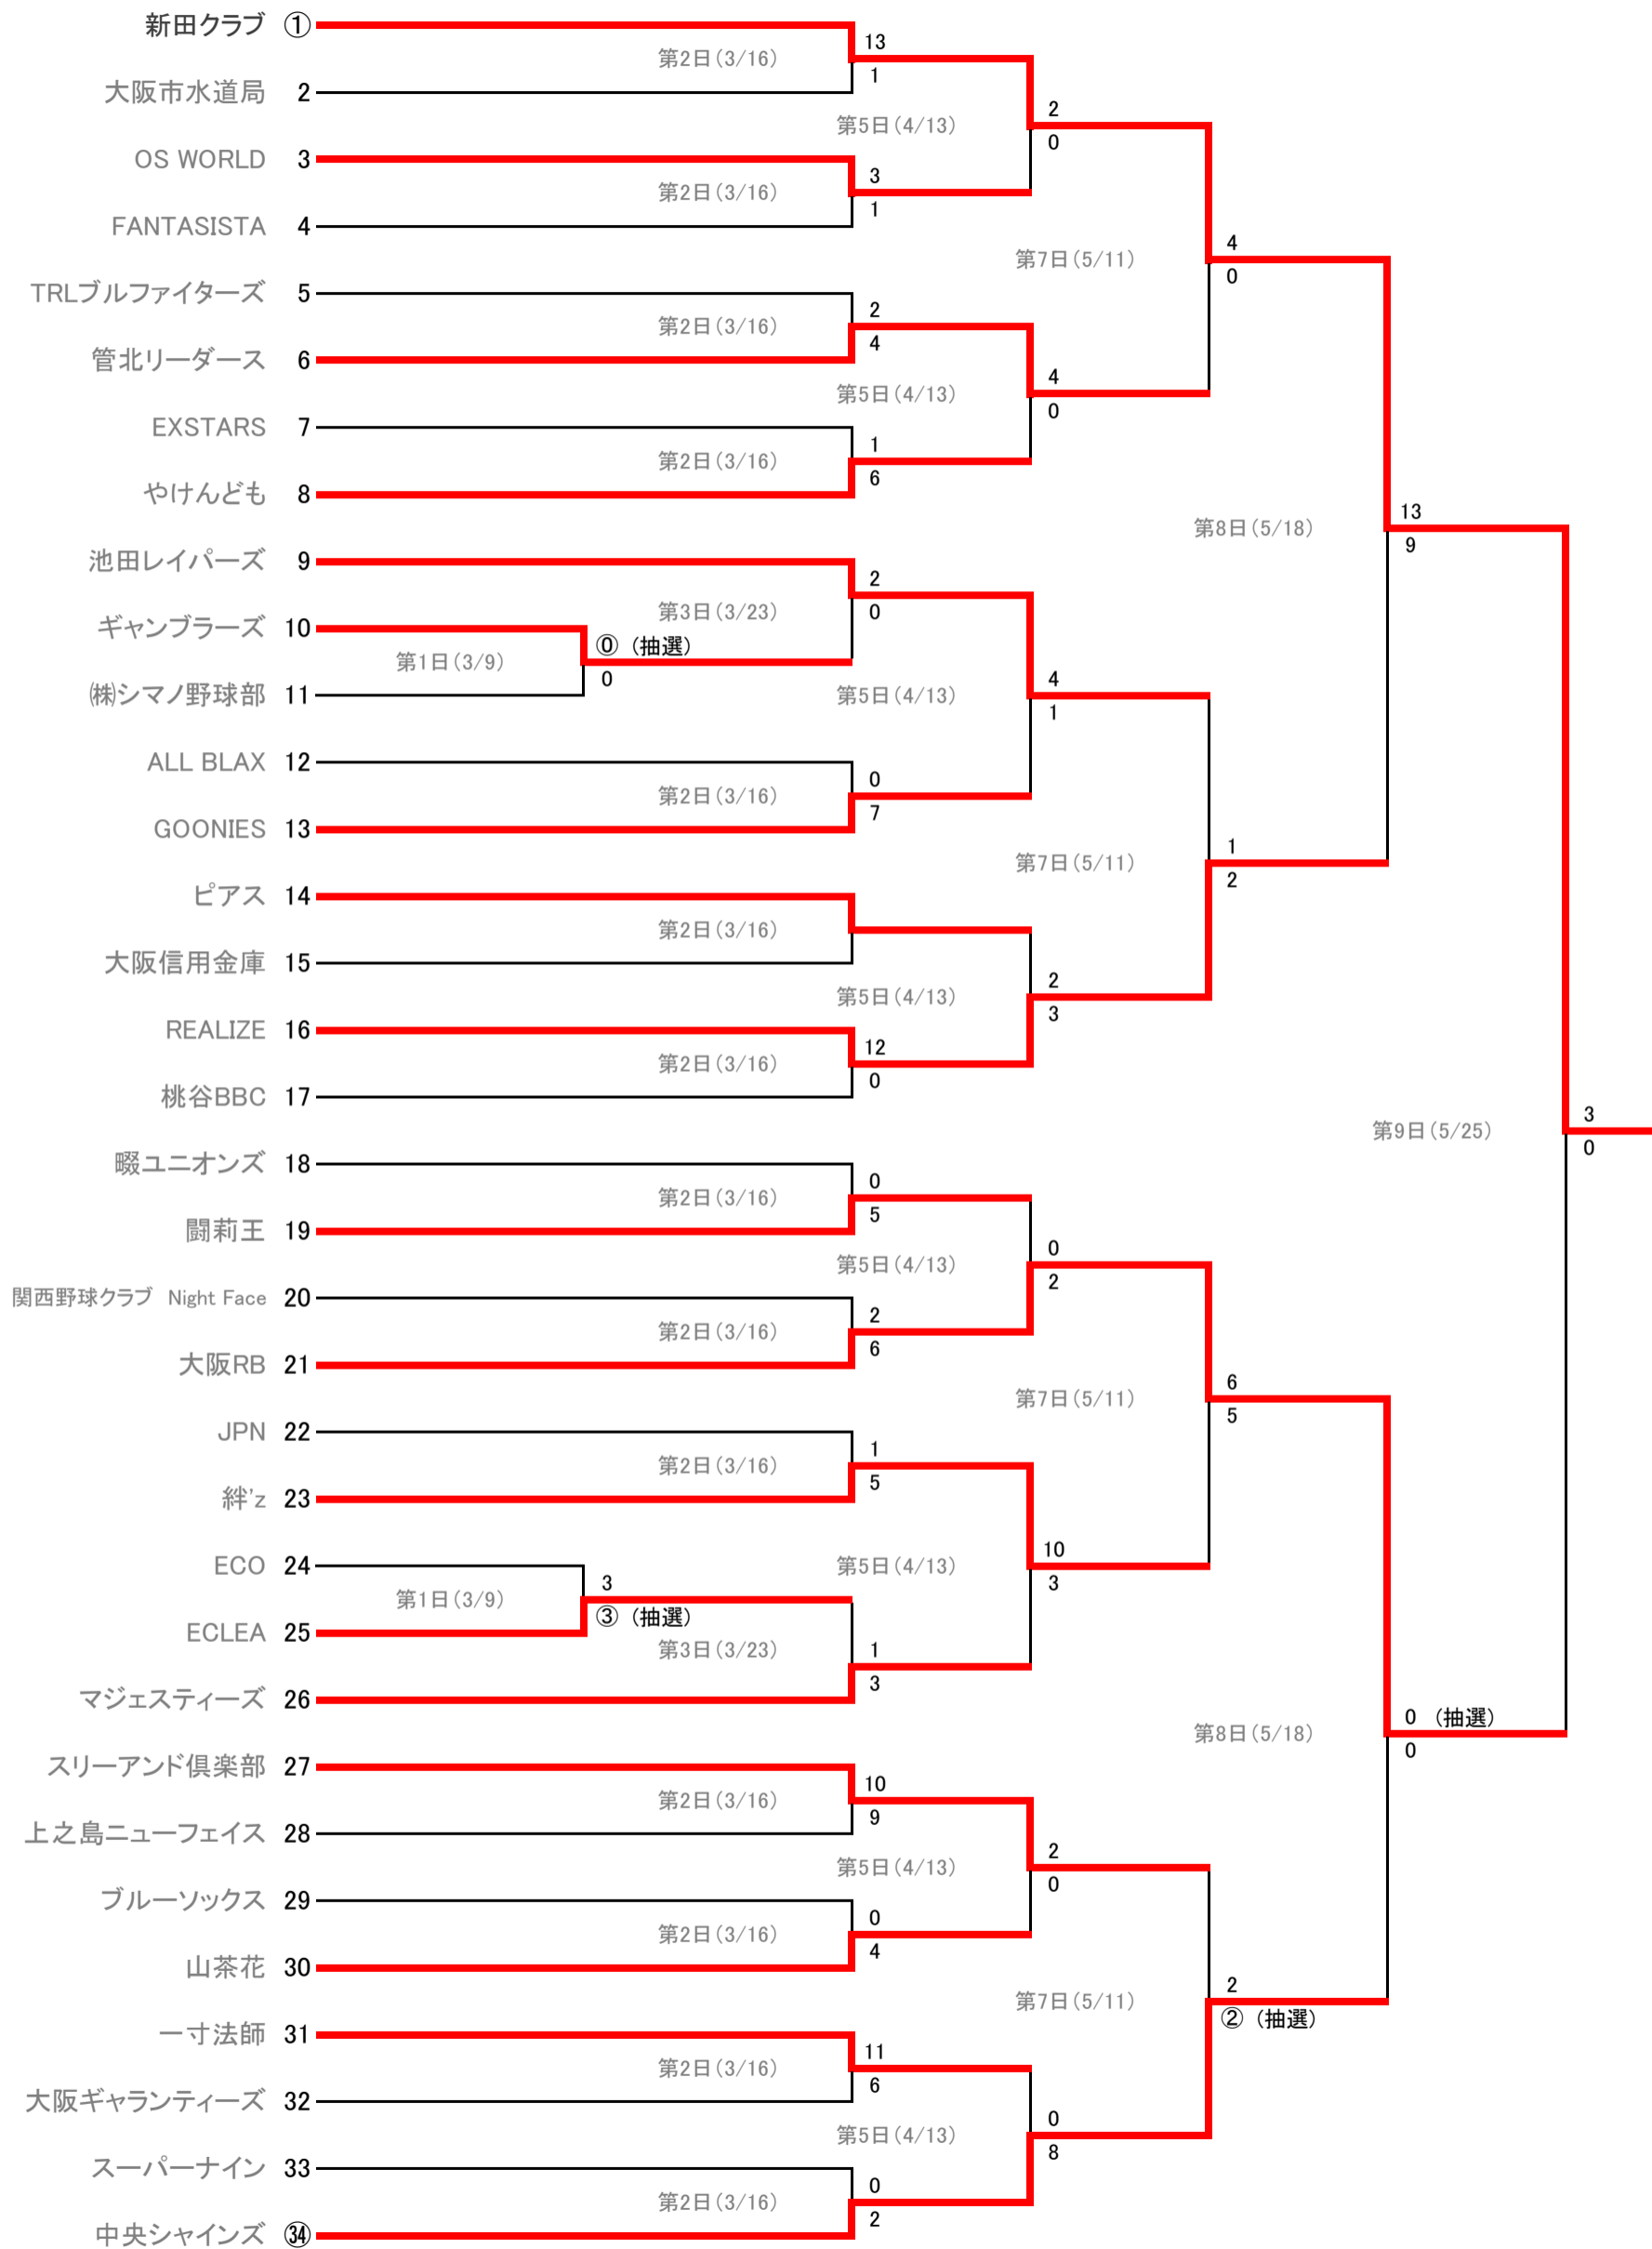 新田クラブ ①
13
第2日(3/16)
1
大阪市水道局 2
2
第5日(4/13)
0
OS WORLD 3
3
第2日(3/16)
1
FANTASISTA 4
4
第7日(5/11)
0
TRLブルファイターズ 5
2
第2日(3/16)
4
管北リーダース 6
4
第5日(4/13)
0
EXSTARS 7
1
第2日(3/16)
6
やけんども 8
13
第8日(5/18)
9
池田レイパーズ 9
2
第3日(3/23)
0
ギャンブラーズ 10
⓪ (抽選)
第1日(3/9)
0
㈱シマノ野球部 11
4
第5日(4/13)
1
ALL BLAX 12
0
第2日(3/16)
7
GOONIES 13
1
第7日(5/11)
2
ピアス 14
第2日(3/16)
大阪信用金庫 15
2
第5日(4/13)
3
REALIZE 16
12
第2日(3/16)
0
桃谷BBC 17
3
第9日(5/25)
0
畷ユニオンズ 18
0
第2日(3/16)
5
闘莉王 19
0
第5日(4/13)
2
関西野球クラブ Night Face 20
2
第2日(3/16)
6
大阪RB 21
6
第7日(5/11)
5
JPN 22
1
第2日(3/16)
5
絆'z 23
10
第5日(4/13)
3
ECO 24
3
第1日(3/9)
③ (抽選)
ECLEA 25
1
第3日(3/23)
3
マジェスティーズ 26
0 (抽選)
第8日(5/18)
0
スリーアンド倶楽部 27
10
第2日(3/16)
9
上之島ニューフェイス 28
2
第5日(4/13)
0
ブルーソックス 29
0
第2日(3/16)
4
山茶花 30
2
第7日(5/11)
② (抽選)
一寸法師 31
11
第2日(3/16)
6
大阪ギャランティーズ 32
0
第5日(4/13)
8
スーパーナイン 33
0
第2日(3/16)
2
中央シャインズ ㉞